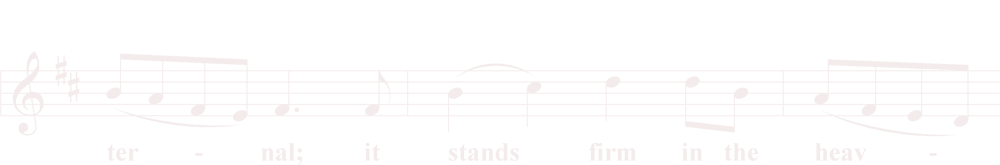 ter - nal; it stands firm in the heav -